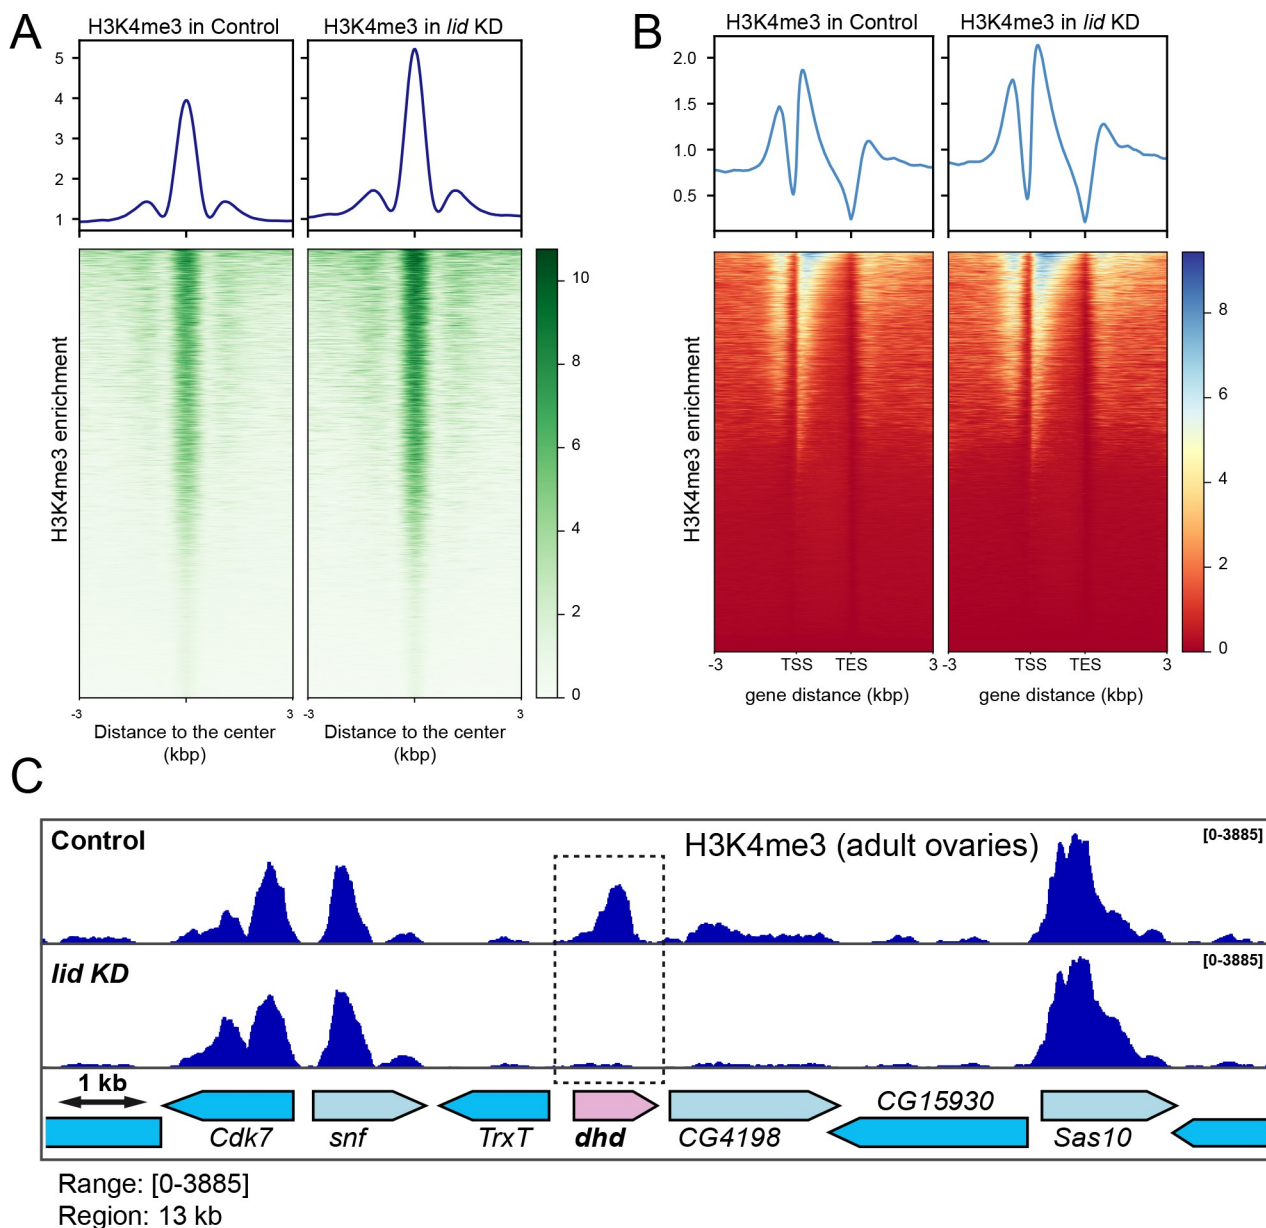 A
H3K4me3 in Control
H3K4me3 in lid KD
5
4
3
2
1
H3K4me3 enrichment
10
8
6
4
2
0
-3
3
-3
3
Distance to the center
(kbp)
Distance to the center
(kbp)
B
H3K4me3 in Control
H3K4me3 in lid KD
2.0
1.5
1.0
0.5
H3K4me3 enrichment
8
6
4
2
0
-3
TSS
TES
3
-3
TSS
TES
3
gene distance (kbp)
gene distance (kbp)
C
Control
H3K4me3 (adult ovaries)
[0-3885]
lid KD
[0-3885]
1 kb
Cdk7
snf
TrxT
dhd
CG4198
CG15930
Sas10
Range: [0-3885]
Region: 13 kb